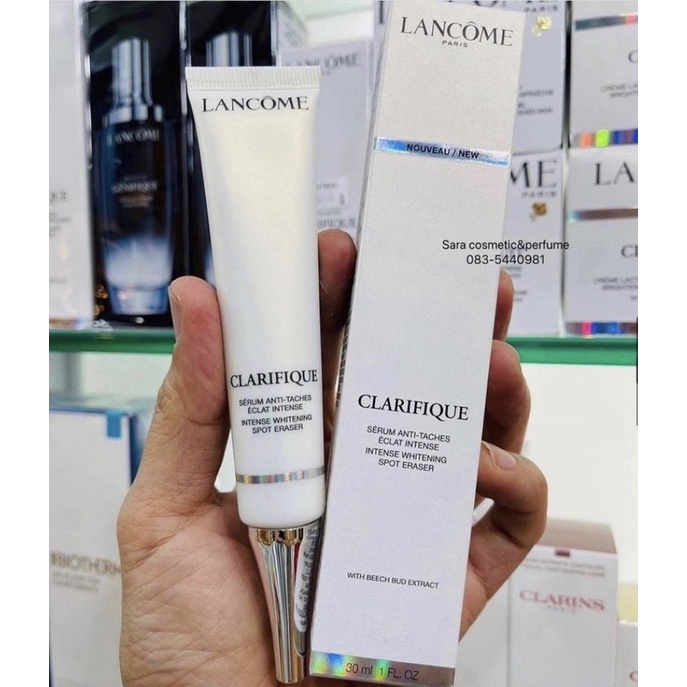 LANCÔME
CLARIFIQUE
SÉRUM ANTI-TACHES
ÉCLAT INTENSE
INTENSE WHITENING
SPOT ERASER
LANCÔME
PARIS
NOUVEAU / NEW
Sara cosmetic&perfume
083-5440981
CLARIFIQUE
SÉRUM ANTI-TACHES
ÉCLAT INTENSE
INTENSE WHITENING
SPOT ERASER
WITH BEECH BUD EXTRACT
30 ml 1 FL. OZ
LANCÔME
BIOTHERM
CLARINS
PARIS